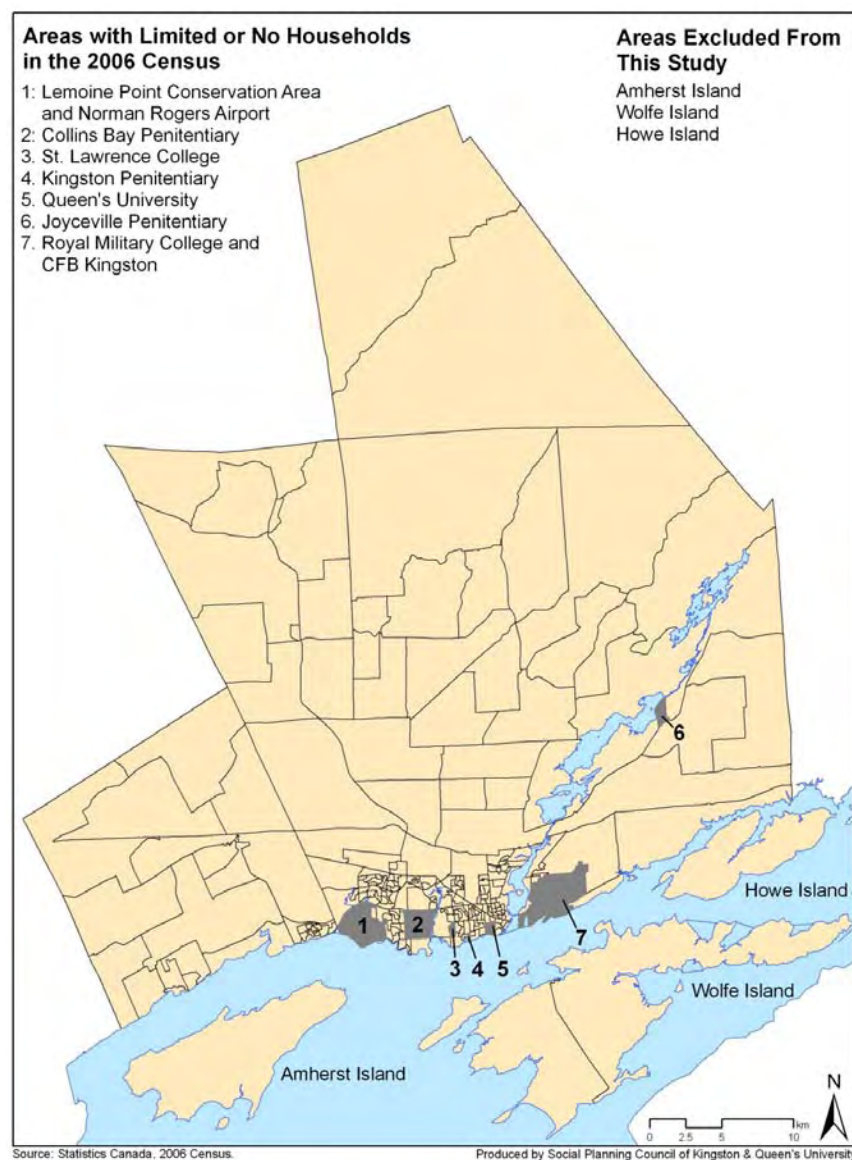 Areas with Limited or No Households
in the 2006 Census
1: Lemoine Point Conservation Area
and Norman Rogers Airport
2: Collins Bay Penitentiary
3: St. Lawrence College
4: Kingston Penitentiary
5: Queen's University
6: Joyceville Penitentiary
7: Royal Military College and
CFB Kingston
Areas Excluded From
This Study
Amherst Island
Wolfe Island
Howe Island
6
Howe Island
1
2
3
4
5
7
Wolfe Island
Amherst Island
N
0 2.5 5 10
km
Source: Statistics Canada, 2006 Census.
Produced by Social Planning Council of Kingston & Queen's University